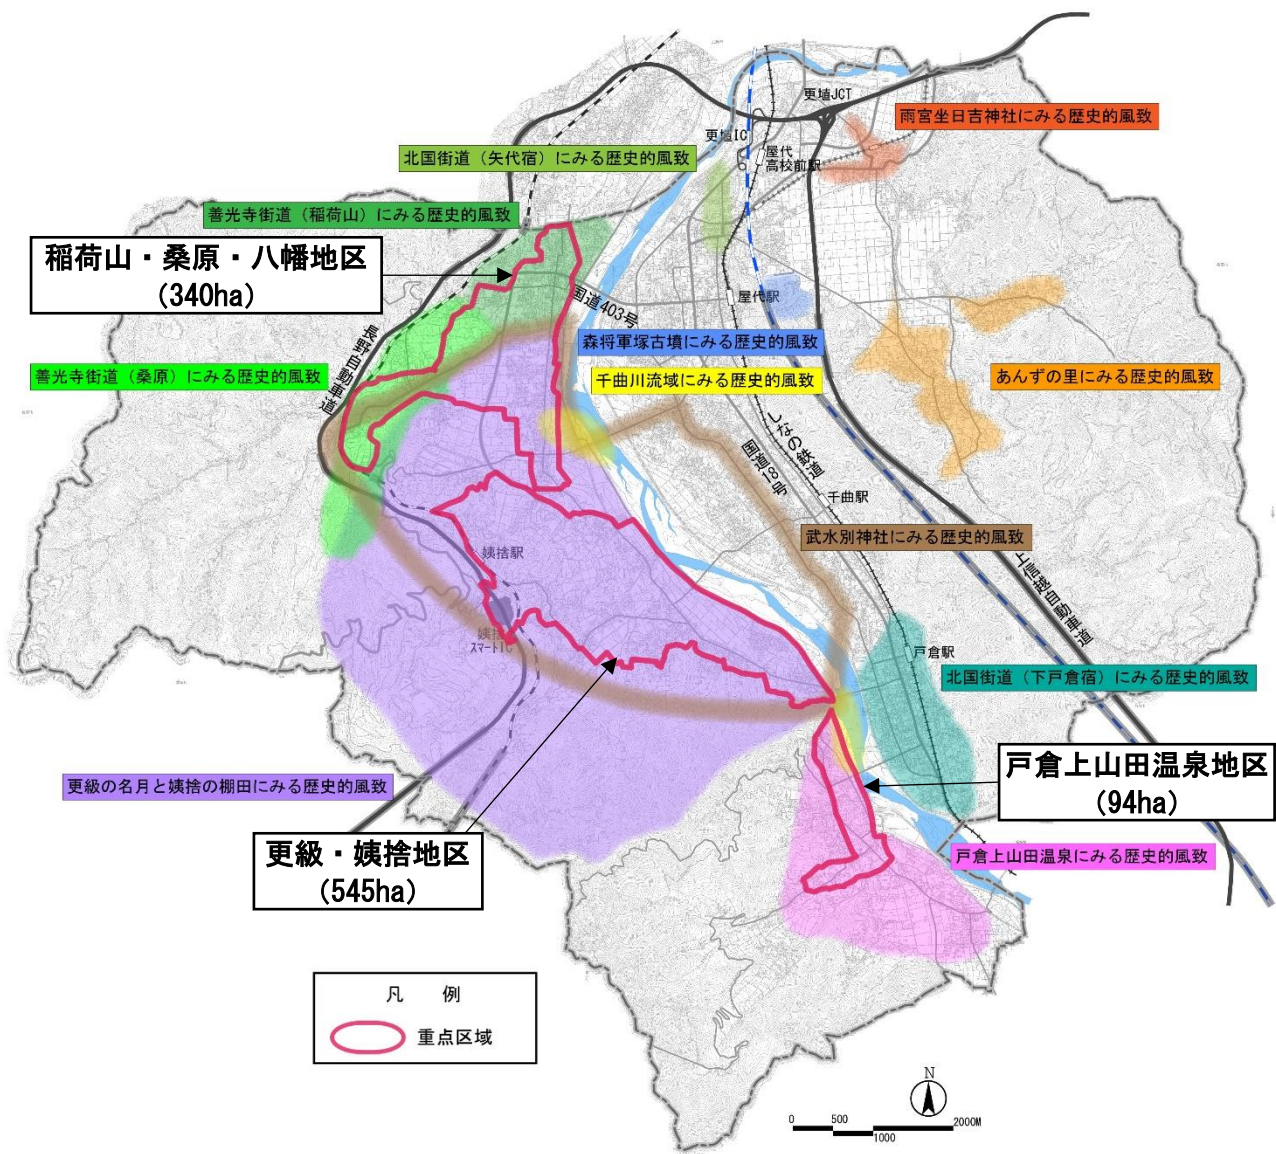 更埴JCT
雨宮坐日吉神社にみる歴史的風致
更埴IC
屋代
高校前駅
北国街道（矢代宿）にみる歴史的風致
善光寺街道（稲荷山）にみる歴史的風致
稲荷山・桑原・八幡地区
(340ha)
国道403号
屋代駅
長野自動車道
森将軍塚古墳にみる歴史的風致
善光寺街道（桑原）にみる歴史的風致
千曲川流域にみる歴史的風致
あんずの里にみる歴史的風致
しなの鉄道
国道18号
千曲駅
武水別神社にみる歴史的風致
姨捨駅
上信越自動車道
姨捨
スマートIC
戸倉駅
北国街道（下戸倉宿）にみる歴史的風致
更級の名月と姨捨の棚田にみる歴史的風致
戸倉上山田温泉地区
(94ha)
更級・姨捨地区
(545ha)
戸倉上山田温泉にみる歴史的風致
凡　例
重点区域
N
0 500 2000M
1000